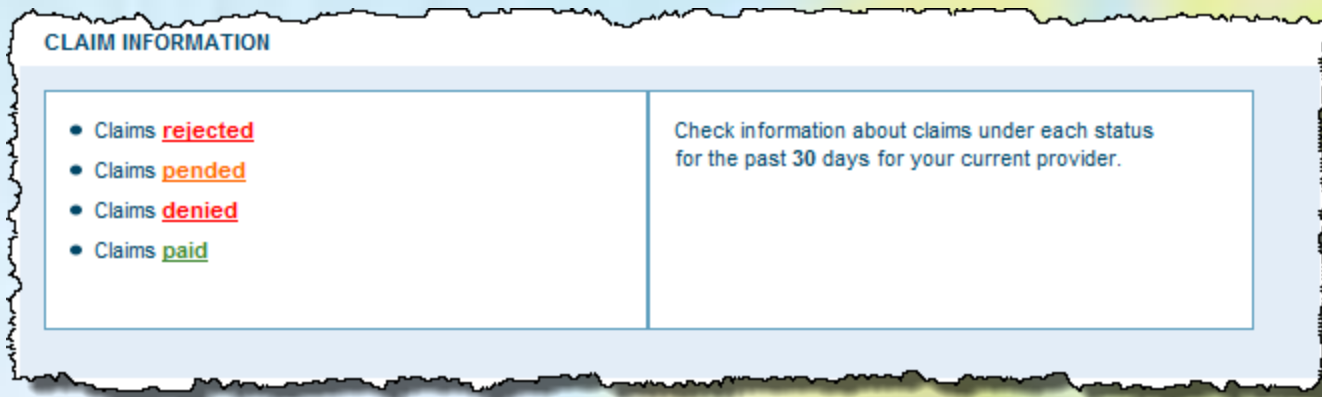 CLAIM INFORMATION
Claims rejected
Claims pended
Claims denied
Claims paid
Check information about claims under each status
for the past 30 days for your current provider.